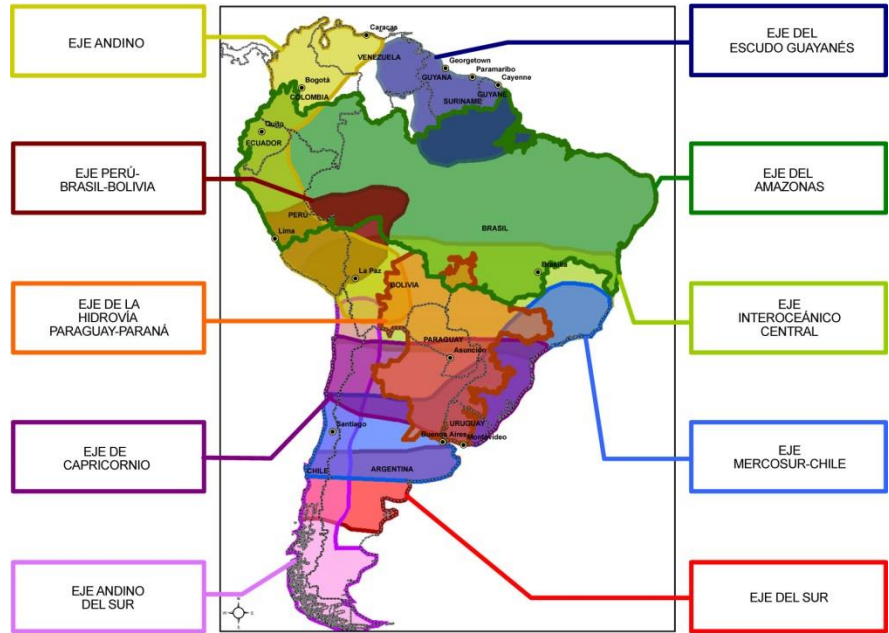 EJE ANDINO
EJE PERÚ-
BRASIL-BOLIVIA
EJE DE LA
HIDROVÍA
PARAGUAY-PARANÁ
EJE DE
CAPRICORNIO
EJE ANDINO
DEL SUR
Caracas
VENEZUELA
Georgetown
Paramaribo
GUYANA
Cayenne
Bogotá
GUYANE
COLOMBIA
SURINAME
Quito
ECUADOR
PERÚ
BRASIL
Lima
Brasilia
La Paz
BOLIVIA
PARAGUAY
Asunción
URUGUAY
Santiago
Buenos Aires
Montevideo
CHILE
ARGENTINA
N
W
E
S
EJE DEL
ESCUDO GUAYANÉS
EJE DEL
AMAZONAS
EJE
INTEROCEÁNICO
CENTRAL
EJE
MERCOSUR-CHILE
EJE DEL SUR